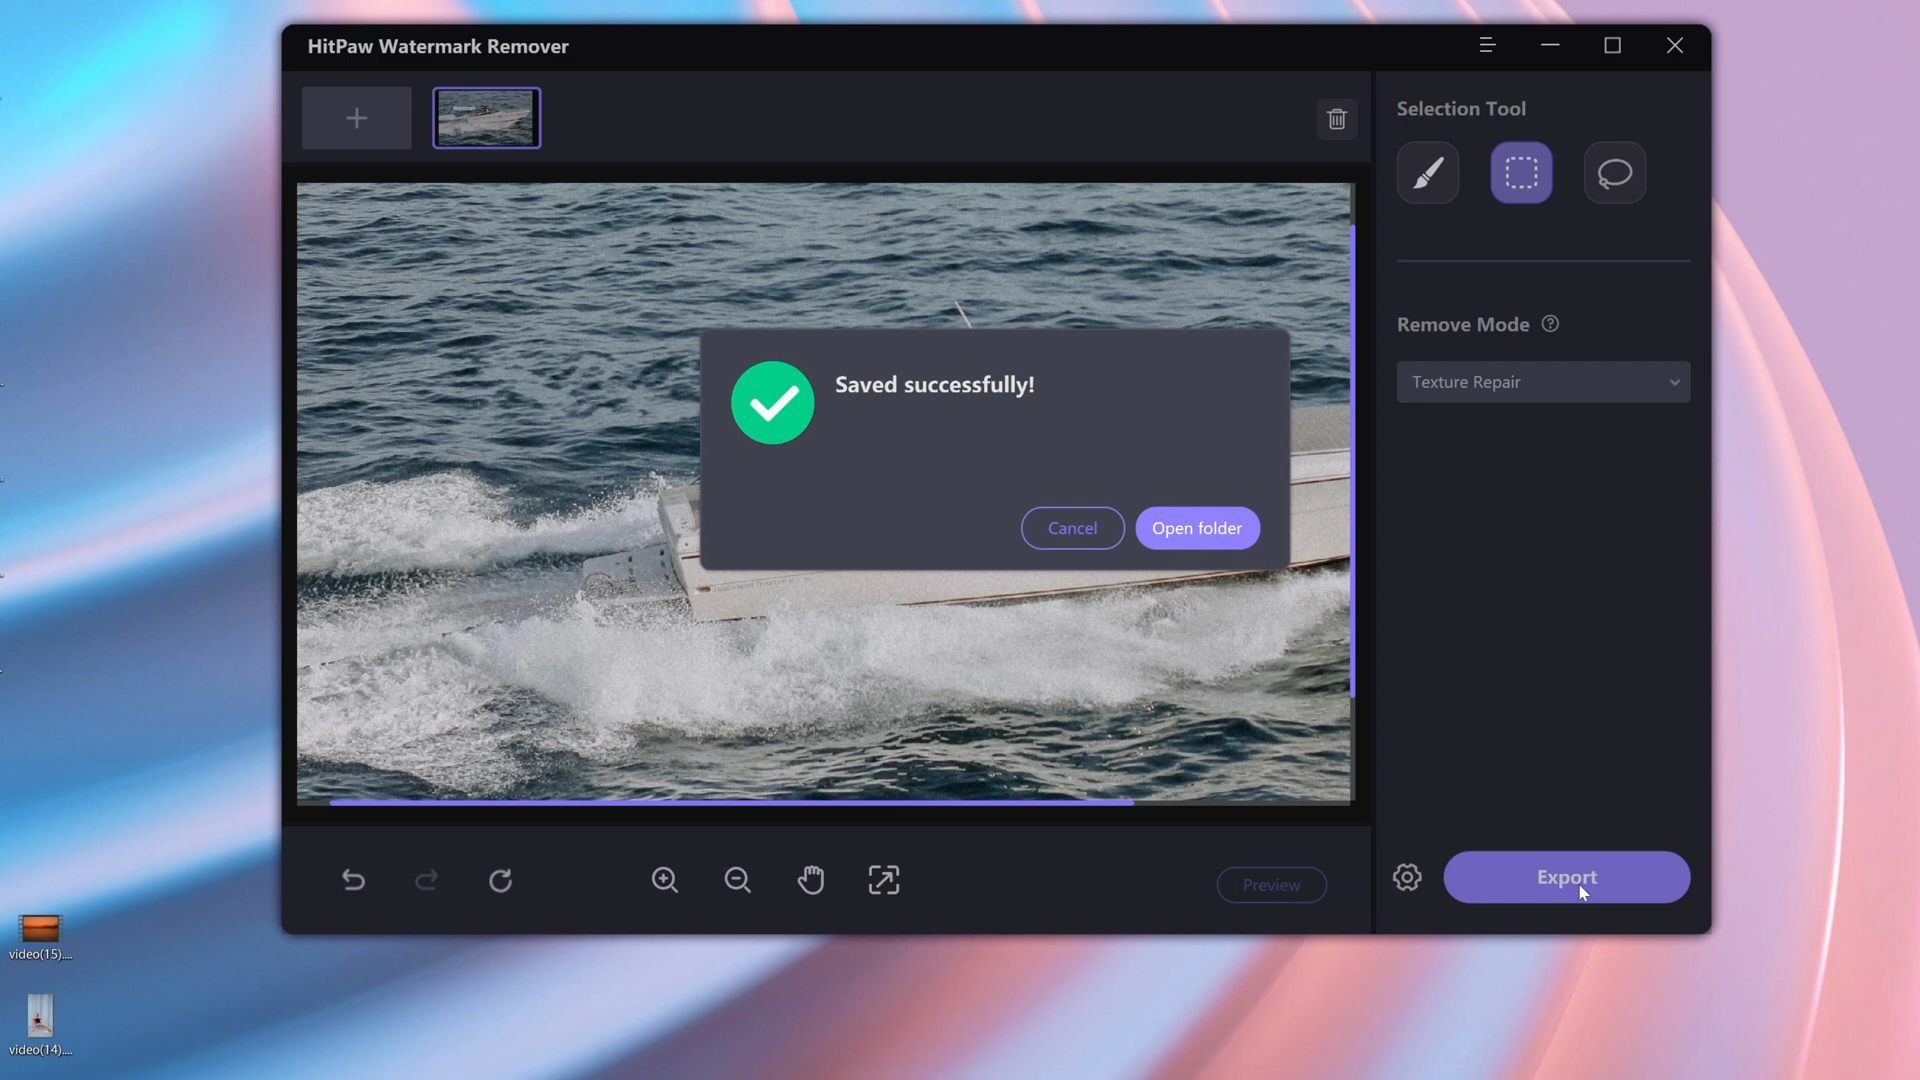 HitPaw Watermark Remover
Selection Tool
Remove Mode
Texture Repair
Saved successfully!
Cancel
Open folder
Preview
Export
video(15)....
video(14)....